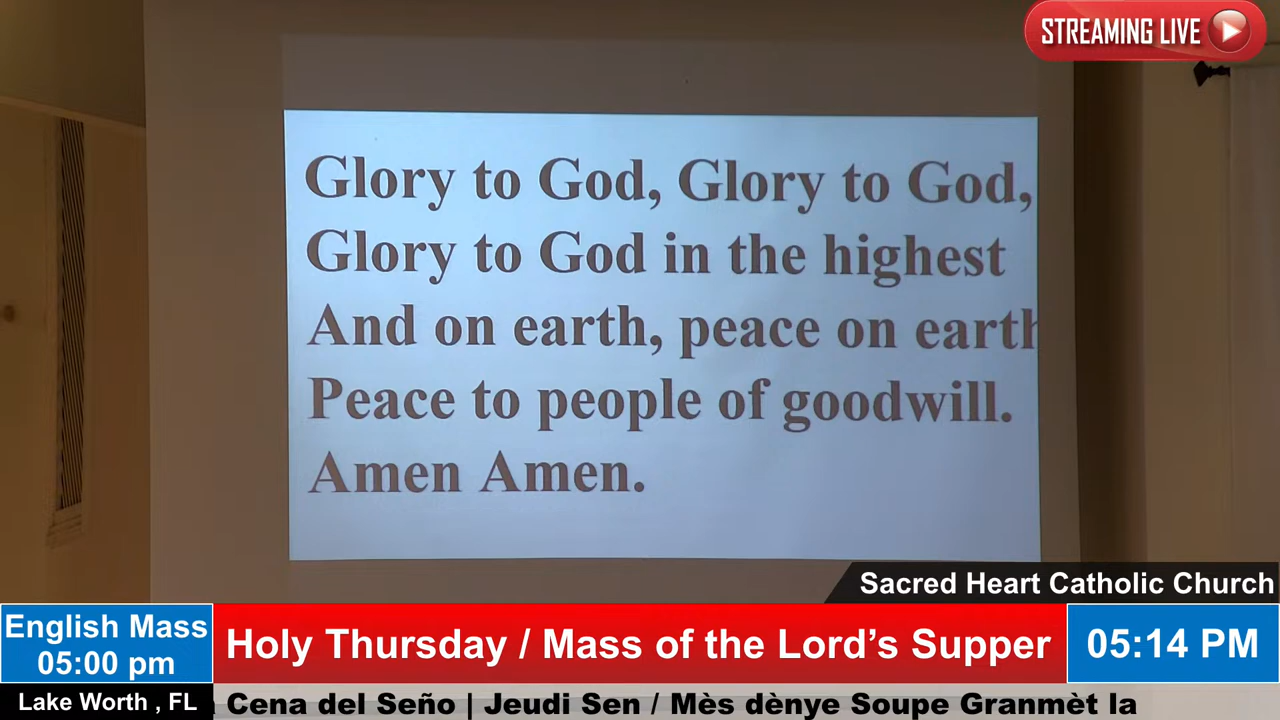 STREAMING LIVE
Glory to God, Glory to God,
Glory to God in the highest
And on earth, peace on earth
Peace to people of goodwill.
Amen Amen.
Sacred Heart Catholic Church
English Mass
05:00 pm
Holy Thursday / Mass of the Lord’s Supper
05:14 PM
Lake Worth , FL
Cena del Seño | Jeudi Sen / Mès dènye Soupe Granmèt la